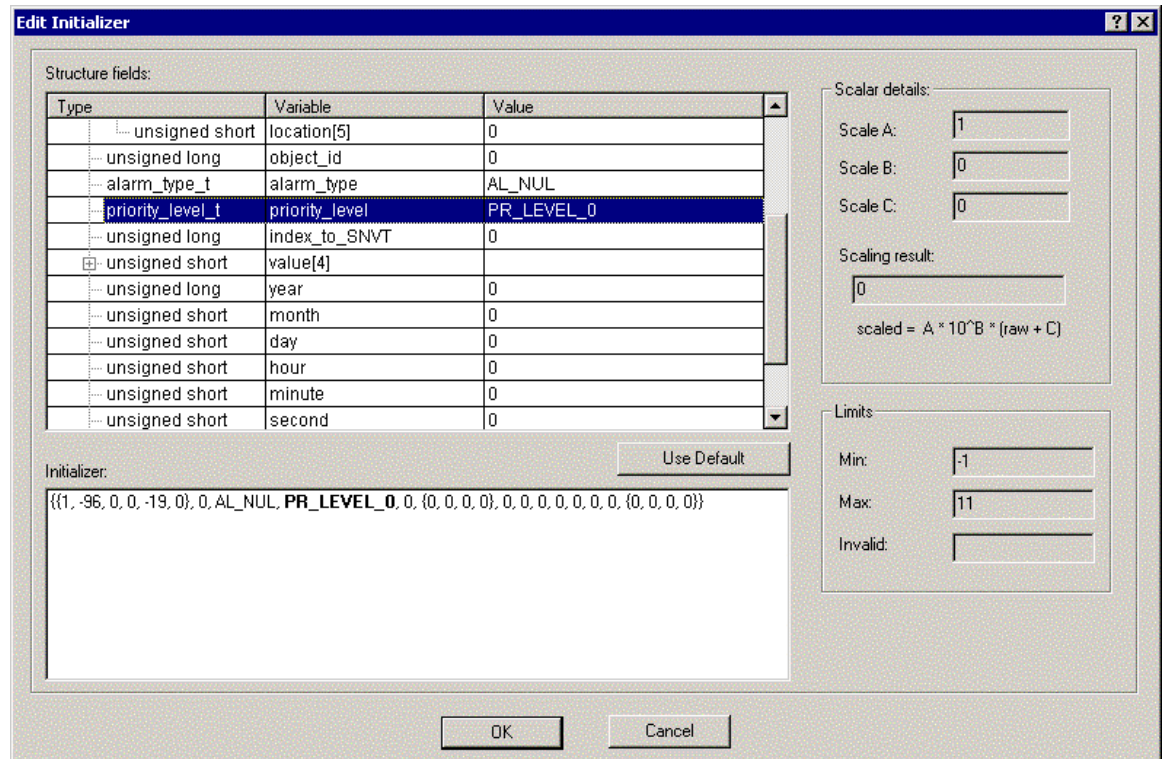 Edit Initializer
Structure fields:
Type Variable Value
unsigned short location[5] 0
unsigned long object_id 0
alarm_type_t alarm_type AL_NUL
priority_level_t priority_level PR_LEVEL_0
unsigned long index_to_SNVT 0
unsigned short value[4]
unsigned long year 0
unsigned short month 0
unsigned short day 0
unsigned short hour 0
unsigned short minute 0
unsigned short second 0
Use Default
Initializer:
{{1, -96, 0, 0, -19, 0}, 0, AL_NUL, PR_LEVEL_0, 0, {0, 0, 0, 0}, 0, 0, 0, 0, 0, 0, 0, {0, 0, 0, 0}}
Scalar details:
Scale A: 1
Scale B: 0
Scale C: 0
Scaling result:
0
scaled = A * 10^B * (raw + C)
Limits
Min: -1
Max: 11
Invalid:
OK Cancel